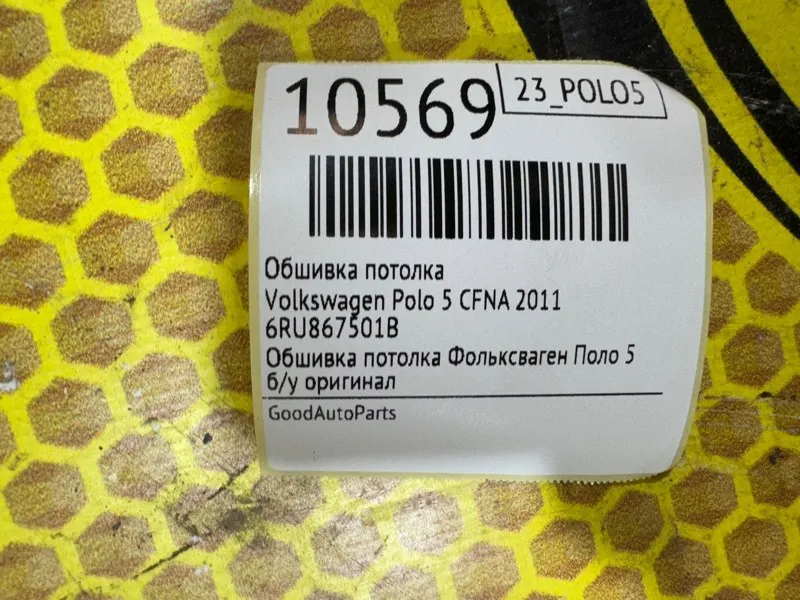 10569
23_POLO5
Обшивка потолка
Volkswagen Polo 5 CFNA 2011
6RU867501B
Обшивка потолка Фольксваген Поло 5
б/у оригинал
GoodAutoParts